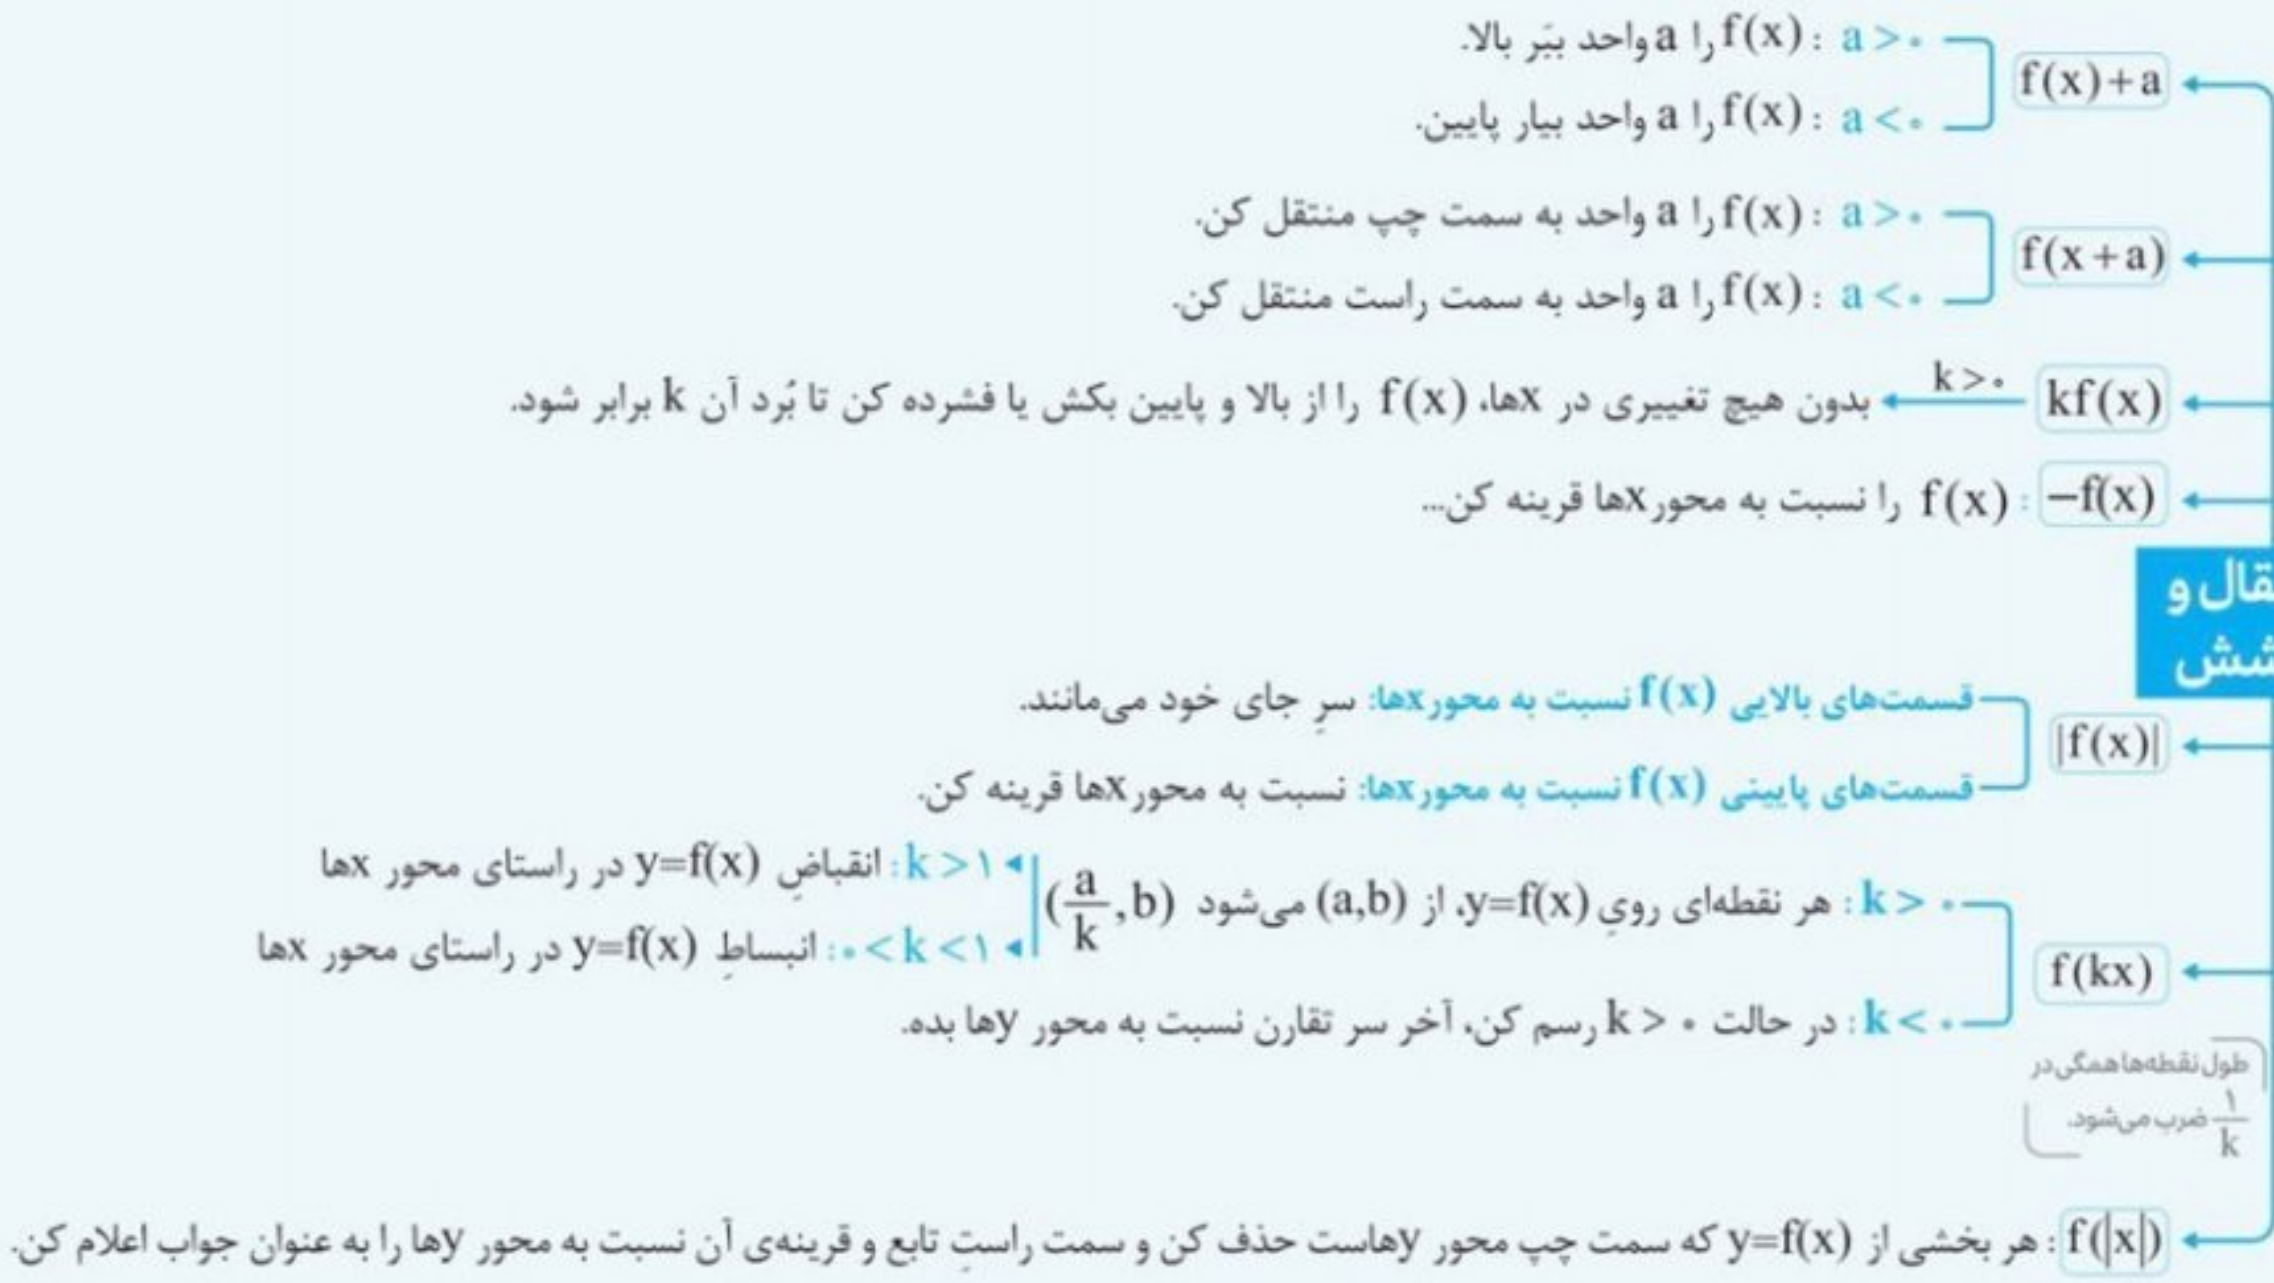 f(x)+a
a>۰ : f(x) را a واحد ببَر بالا.
a<۰ : f(x) را a واحد بیار پایین.
f(x+a)
a>۰ : f(x) را a واحد به سمت چپ منتقل کن.
a<۰ : f(x) را a واحد به سمت راست منتقل کن.
kf(x) k>۰ بدون هیچ تغییری در xها، f(x) را از بالا و پایین بکش یا فشرده کن تا بُرد آن k برابر شود.
−f(x) : f(x) را نسبت به محور xها قرینه کن...
قال و
شش
|f(x)|
قسمت‌های بالایی f(x) نسبت به محور xها: سرِ جای خود می‌مانند.
قسمت‌های پایینی f(x) نسبت به محور xها: نسبت به محور xها قرینه کن.
f(kx)
k > ۰ : هر نقطه‌ای رویِ y=f(x)، از (a,b) می‌شود (a/k ,b)
k >۱ : انقباضِ y=f(x) در راستای محور xها
۰< k <۱ : انبساطِ y=f(x) در راستای محور xها
k < ۰ : در حالت k > ۰ رسم کن، آخر سر تقارن نسبت به محور yها بده.
طول نقطه‌ها همگی در
۱/k ضرب می‌شود.
f(|x|) : هر بخشی از y=f(x) که سمت چپ محور yهاست حذف کن و سمت راستِ تابع و قرینه‌ی آن نسبت به محور yها را به عنوان جواب اعلام کن.